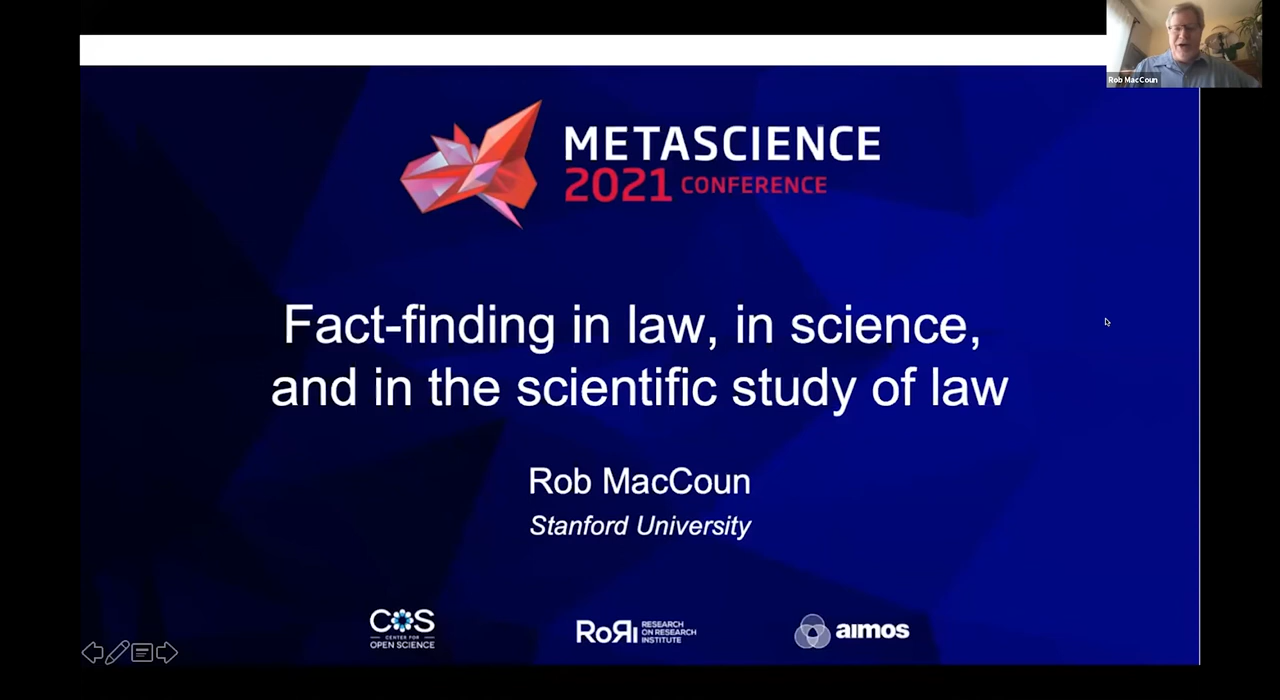 Rob MacCoun
METASCIENCE
2021 CONFERENCE
Fact-finding in law, in science,
and in the scientific study of law
Rob MacCoun
Stanford University
COS
CENTER FOR
OPEN SCIENCE
RoRI
RESEARCH
ON RESEARCH
INSTITUTE
aimos